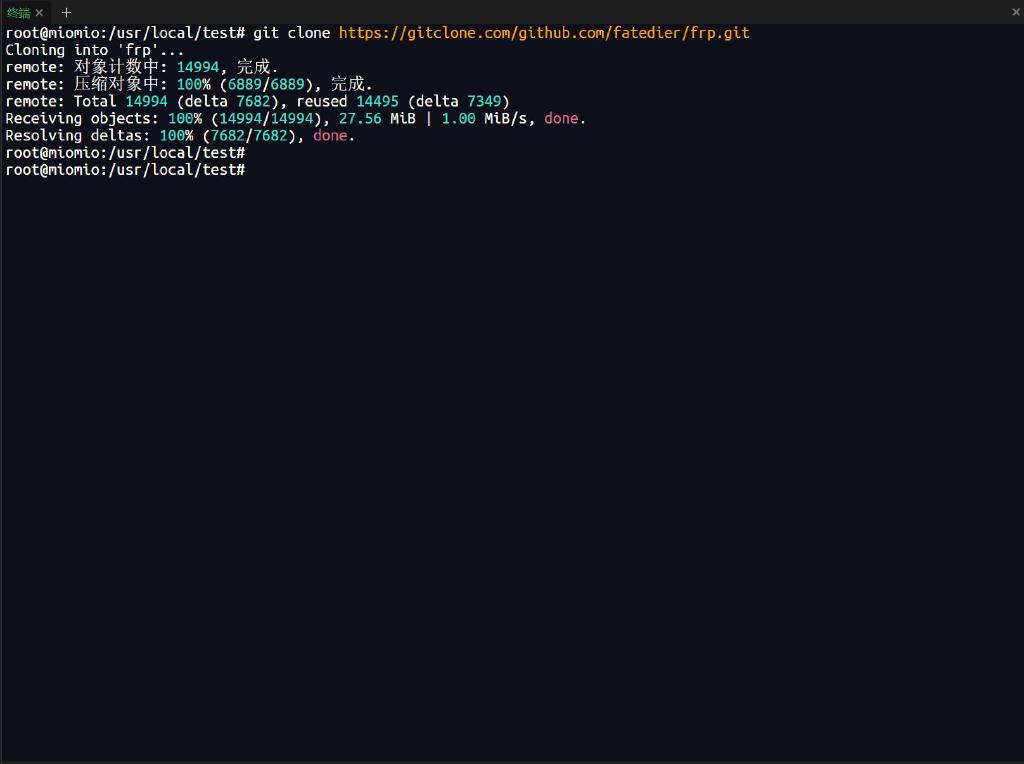 终端
root@miomio:/usr/local/test# git clone https://gitclone.com/github.com/fatedier/frp.git
Cloning into 'frp'...
remote: 对象计数中: 14994, 完成.
remote: 压缩对象中: 100% (6889/6889), 完成.
remote: Total 14994 (delta 7682), reused 14495 (delta 7349)
Receiving objects: 100% (14994/14994), 27.56 MiB | 1.00 MiB/s, done.
Resolving deltas: 100% (7682/7682), done.
root@miomio:/usr/local/test#
root@miomio:/usr/local/test#